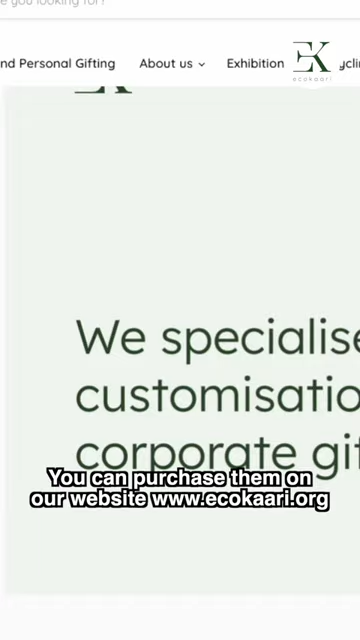 e you looking for?
nd Personal Gifting About us Exhibition yclin
EK
ecokaari
We specialise
customisatio
corporate gif
You can purchase them on
our website www.ecokaari.org